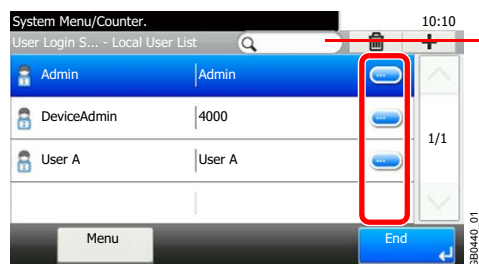 System Menu/Counter. 10:10
User Login S... - Local User List
Admin Admin
DeviceAdmin 4000
1/1
User A User A
Menu End
GB0440_01